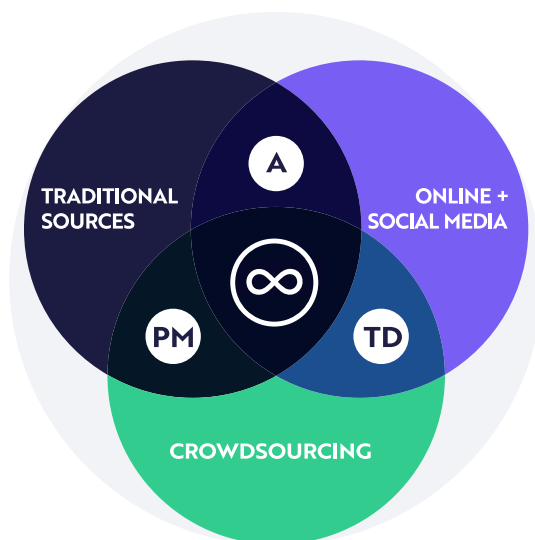 A
TRADITIONAL
SOURCES
ONLINE +
SOCIAL MEDIA
∞
PM
TD
CROWDSOURCING